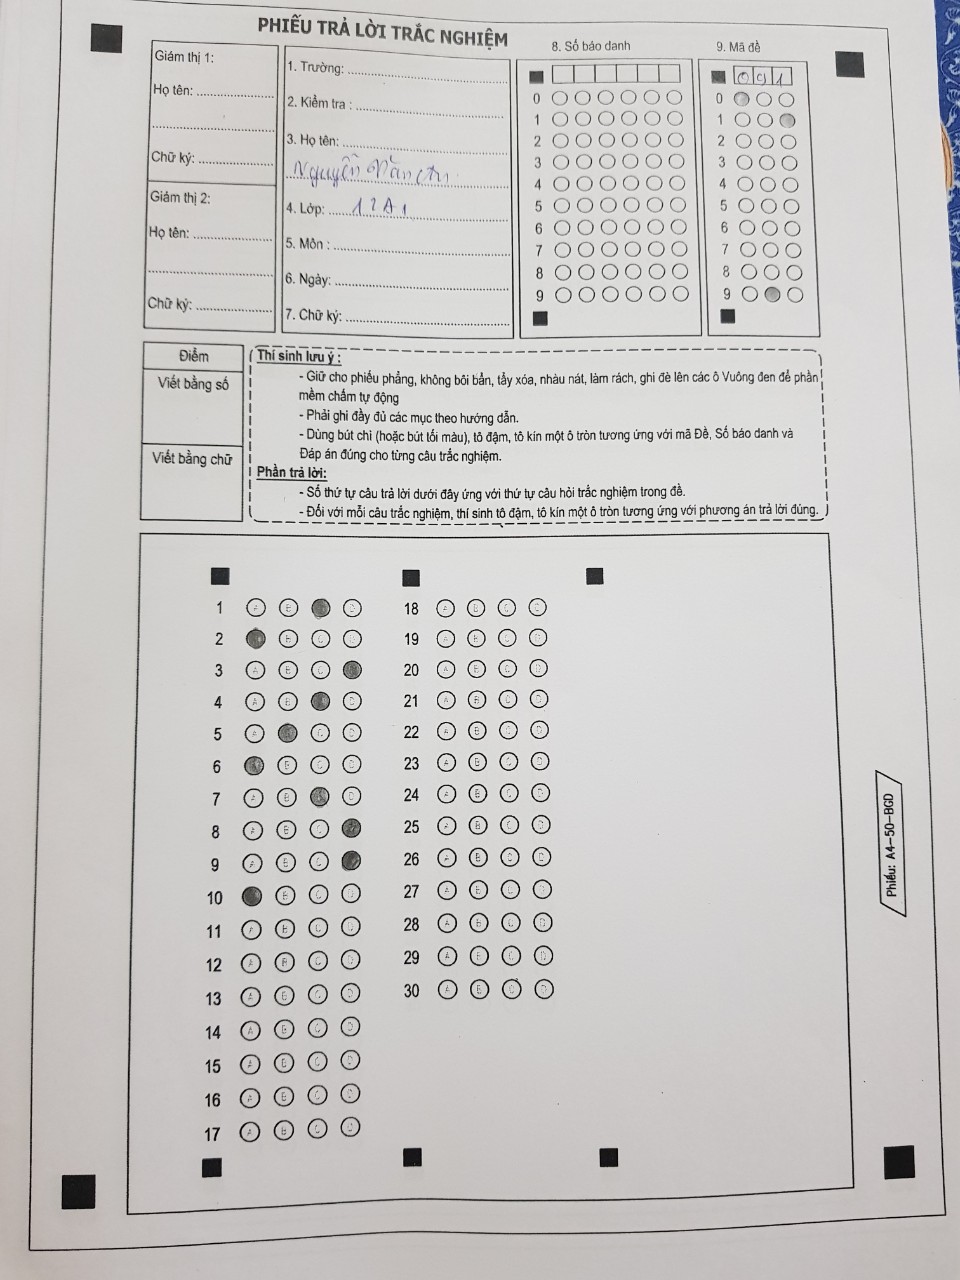 PHIẾU TRẢ LỜI TRẮC NGHIỆM
Giám thị 1:
Họ tên: ....................
Chữ ký: ....................
Giám thị 2:
Họ tên: ....................
Chữ ký: ....................
1. Trường: ....................
2. Kiểm tra : ....................
3. Họ tên: ....................
Nguyễn Văn
4. Lớp: 12A1
5. Môn : ....................
6. Ngày: ....................
7. Chữ ký: ....................
8. Số báo danh
0
1
2
3
4
5
6
7
8
9
9. Mã đề
0 9 1
0
1
2
3
4
5
6
7
8
9
Điểm
Viết bằng số
Viết bằng chữ
Thí sinh lưu ý :
- Giữ cho phiếu phẳng, không bôi bẩn, tẩy xóa, nhàu nát, làm rách, ghi đè lên các ô Vuông đen để phần
mềm chấm tự động
- Phải ghi đầy đủ các mục theo hướng dẫn.
- Dùng bút chì (hoặc bút tối màu), tô đậm, tô kín một ô tròn tương ứng với mã Đề, Số báo danh và
Đáp án đúng cho từng câu trắc nghiệm.
Phần trả lời:
- Số thứ tự câu trả lời dưới đây ứng với thứ tự câu hỏi trắc nghiệm trong đề.
- Đối với mỗi câu trắc nghiệm, thí sinh tô đậm, tô kín một ô tròn tương ứng với phương án trả lời đúng.
1 A B D
2 B C D
3 A B C
4 A B D
5 A C D
6 B C D
7 A B D
8 A B C
9 A B C
10 B C D
11 A B C D
12 A B C D
13 A B C D
14 A B C D
15 A B C D
16 A B C D
17 A B C D
18 A B C D
19 A B C D
20 A B C D
21 A B C D
22 A B C D
23 A B C D
24 A B C D
25 A B C D
26 A B C D
27 A B C D
28 A B C D
29 A B C D
30 A B C D
Phiếu: A4-50-BGD